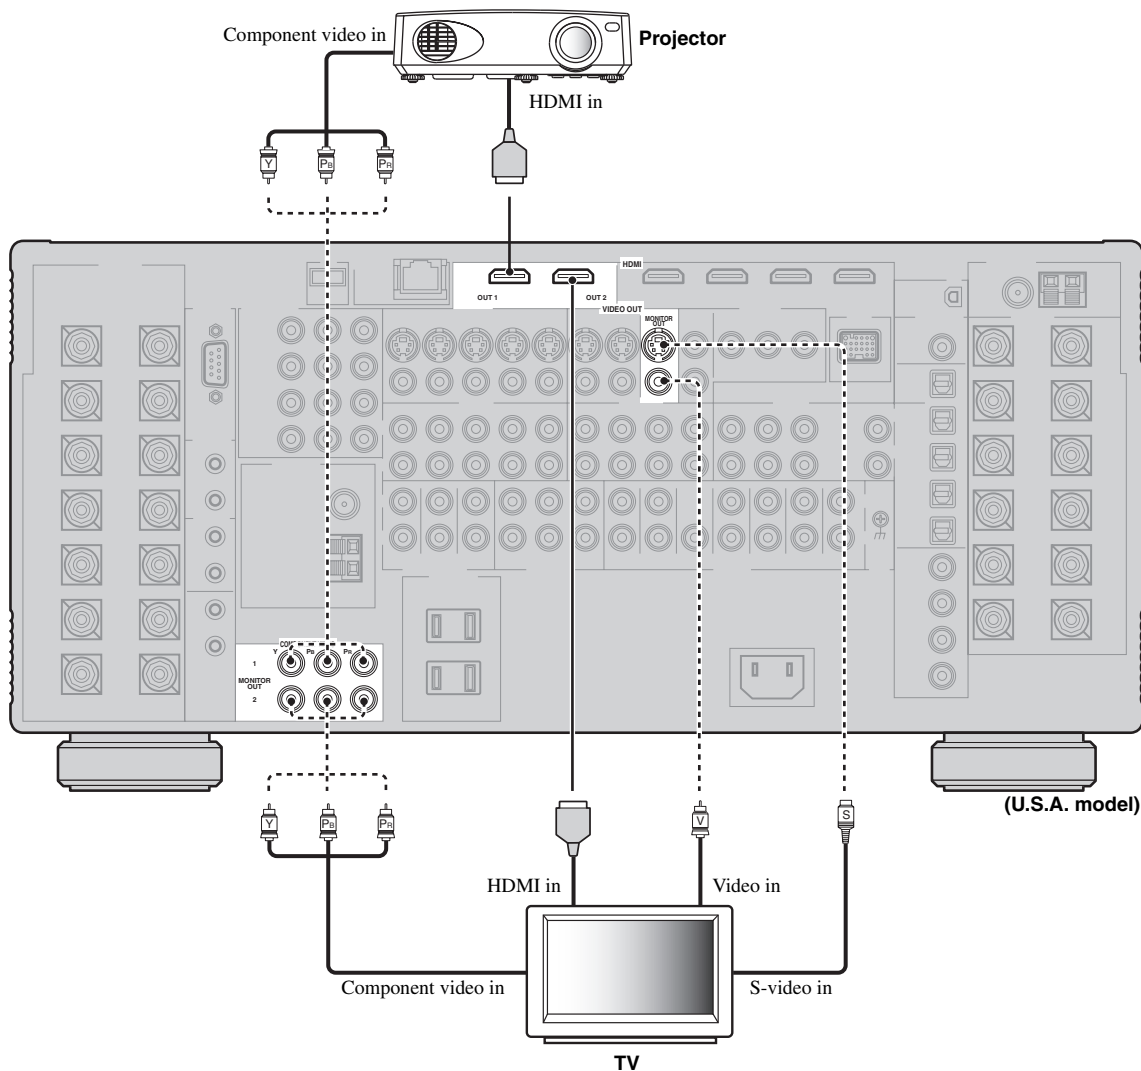 Component video in
Projector
HDMI in
Y
PB
PR
HDMI
OUT 1
OUT 2
VIDEO OUT
MONITOR
OUT
Y
PB
PR
1
MONITOR
OUT
2
(U.S.A. model)
Y
PB
PR
V
S
HDMI in
Video in
Component video in
S-video in
TV